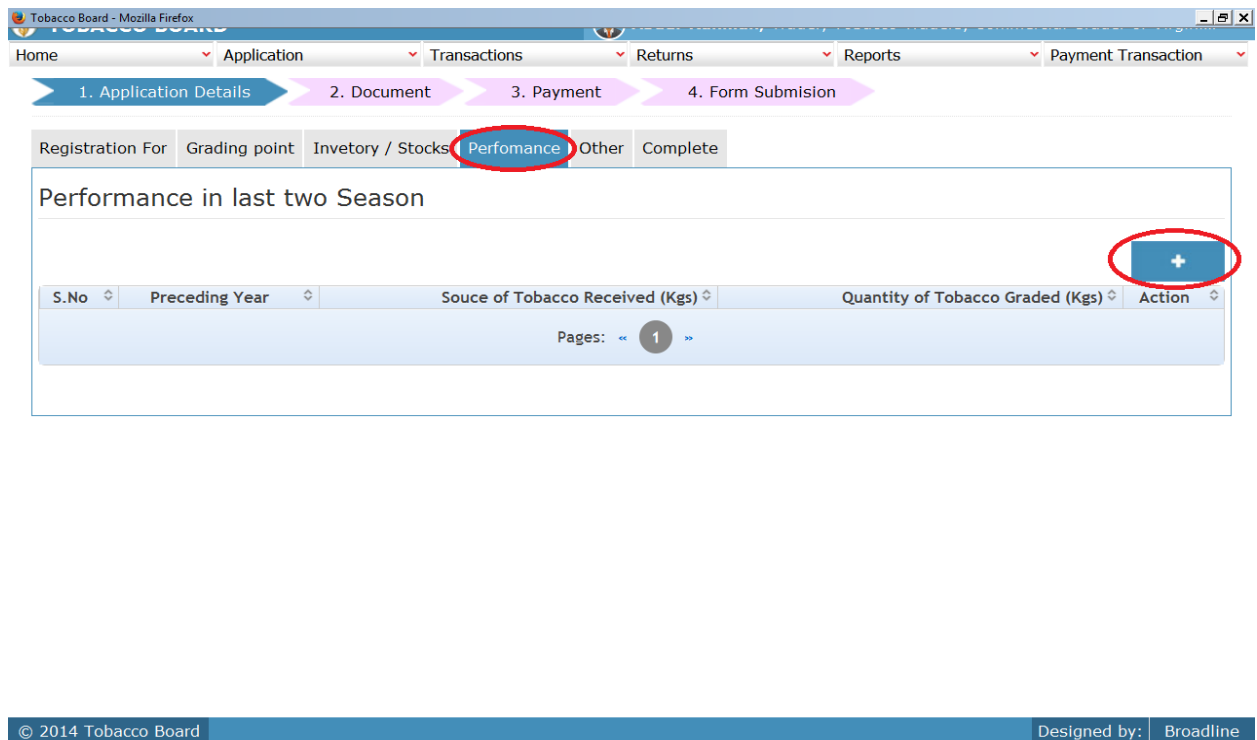 Tobacco Board - Mozilla Firefox
TOBACCO BOARD
Home Application Transactions Returns Reports Payment Transaction
1. Application Details 2. Document 3. Payment 4. Form Submision
Registration For Grading point Invetory / Stocks Perfomance Other Complete
Performance in last two Season
+
S.No Preceding Year Souce of Tobacco Received (Kgs) Quantity of Tobacco Graded (Kgs) Action
Pages: « 1 »
© 2014 Tobacco Board Designed by: Broadline